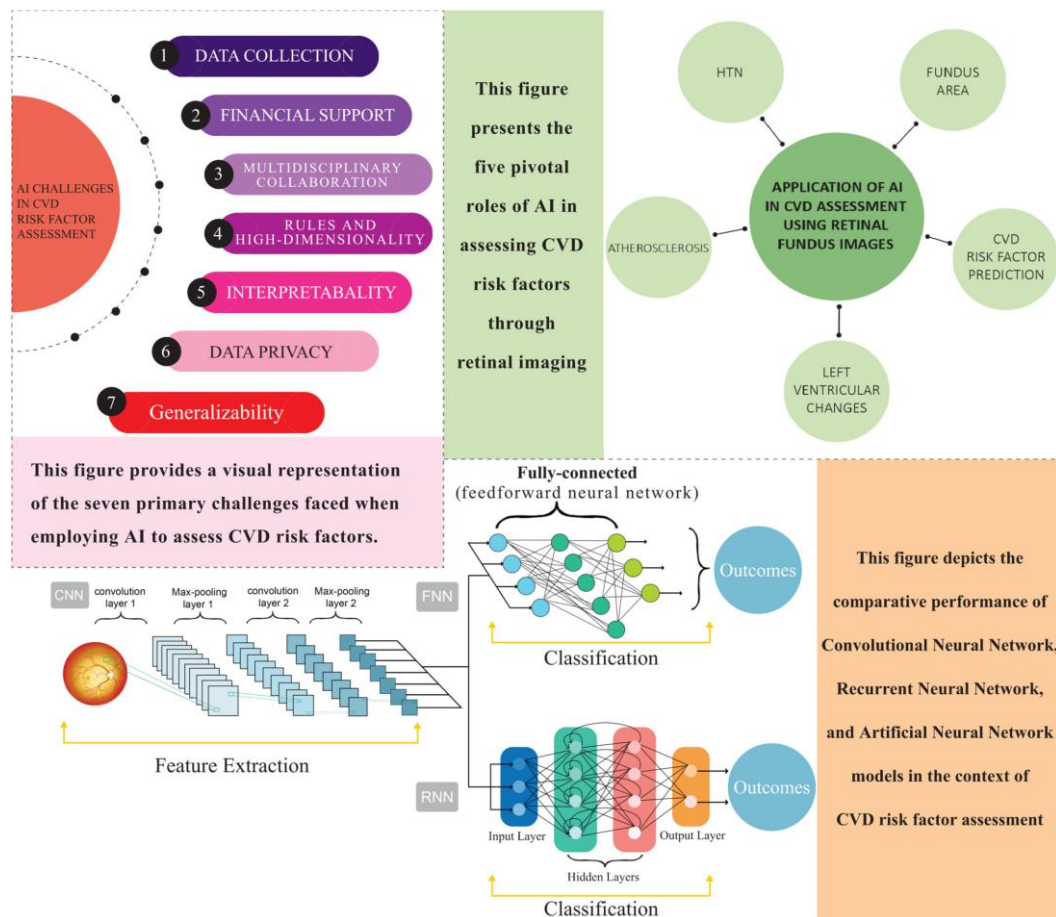 AI CHALLENGES
IN CVD
RISK FACTOR
ASSESSMENT
1
DATA COLLECTION
2
FINANCIAL SUPPORT
3
MULTIDISCIPLINARY
COLLABORATION
4
RULES AND
HIGH-DIMENSIONALITY
5
INTERPRETABALITY
6
DATA PRIVACY
7
Generalizability
This figure provides a visual representation
of the seven primary challenges faced when
employing AI to assess CVD risk factors.
This figure
presents the
five pivotal
roles of AI in
assessing CVD
risk factors
through
retinal imaging
HTN
FUNDUS
AREA
APPLICATION OF AI
IN CVD ASSESSMENT
USING RETINAL
FUNDUS IMAGES
ATHEROSCLEROSIS
CVD
RISK FACTOR
PREDICTION
LEFT
VENTRICULAR
CHANGES
CNN
convolution
layer 1
Max-pooling
layer 1
convolution
layer 2
Max-pooling
layer 2
Feature Extraction
FNN
Fully-connected
(feedforward neural network)
Outcomes
Classification
RNN
Input Layer
Hidden Layers
Output Layer
Outcomes
Classification
This figure depicts the
comparative performance of
Convolutional Neural Network,
Recurrent Neural Network,
and Artificial Neural Network
models in the context of
CVD risk factor assessment